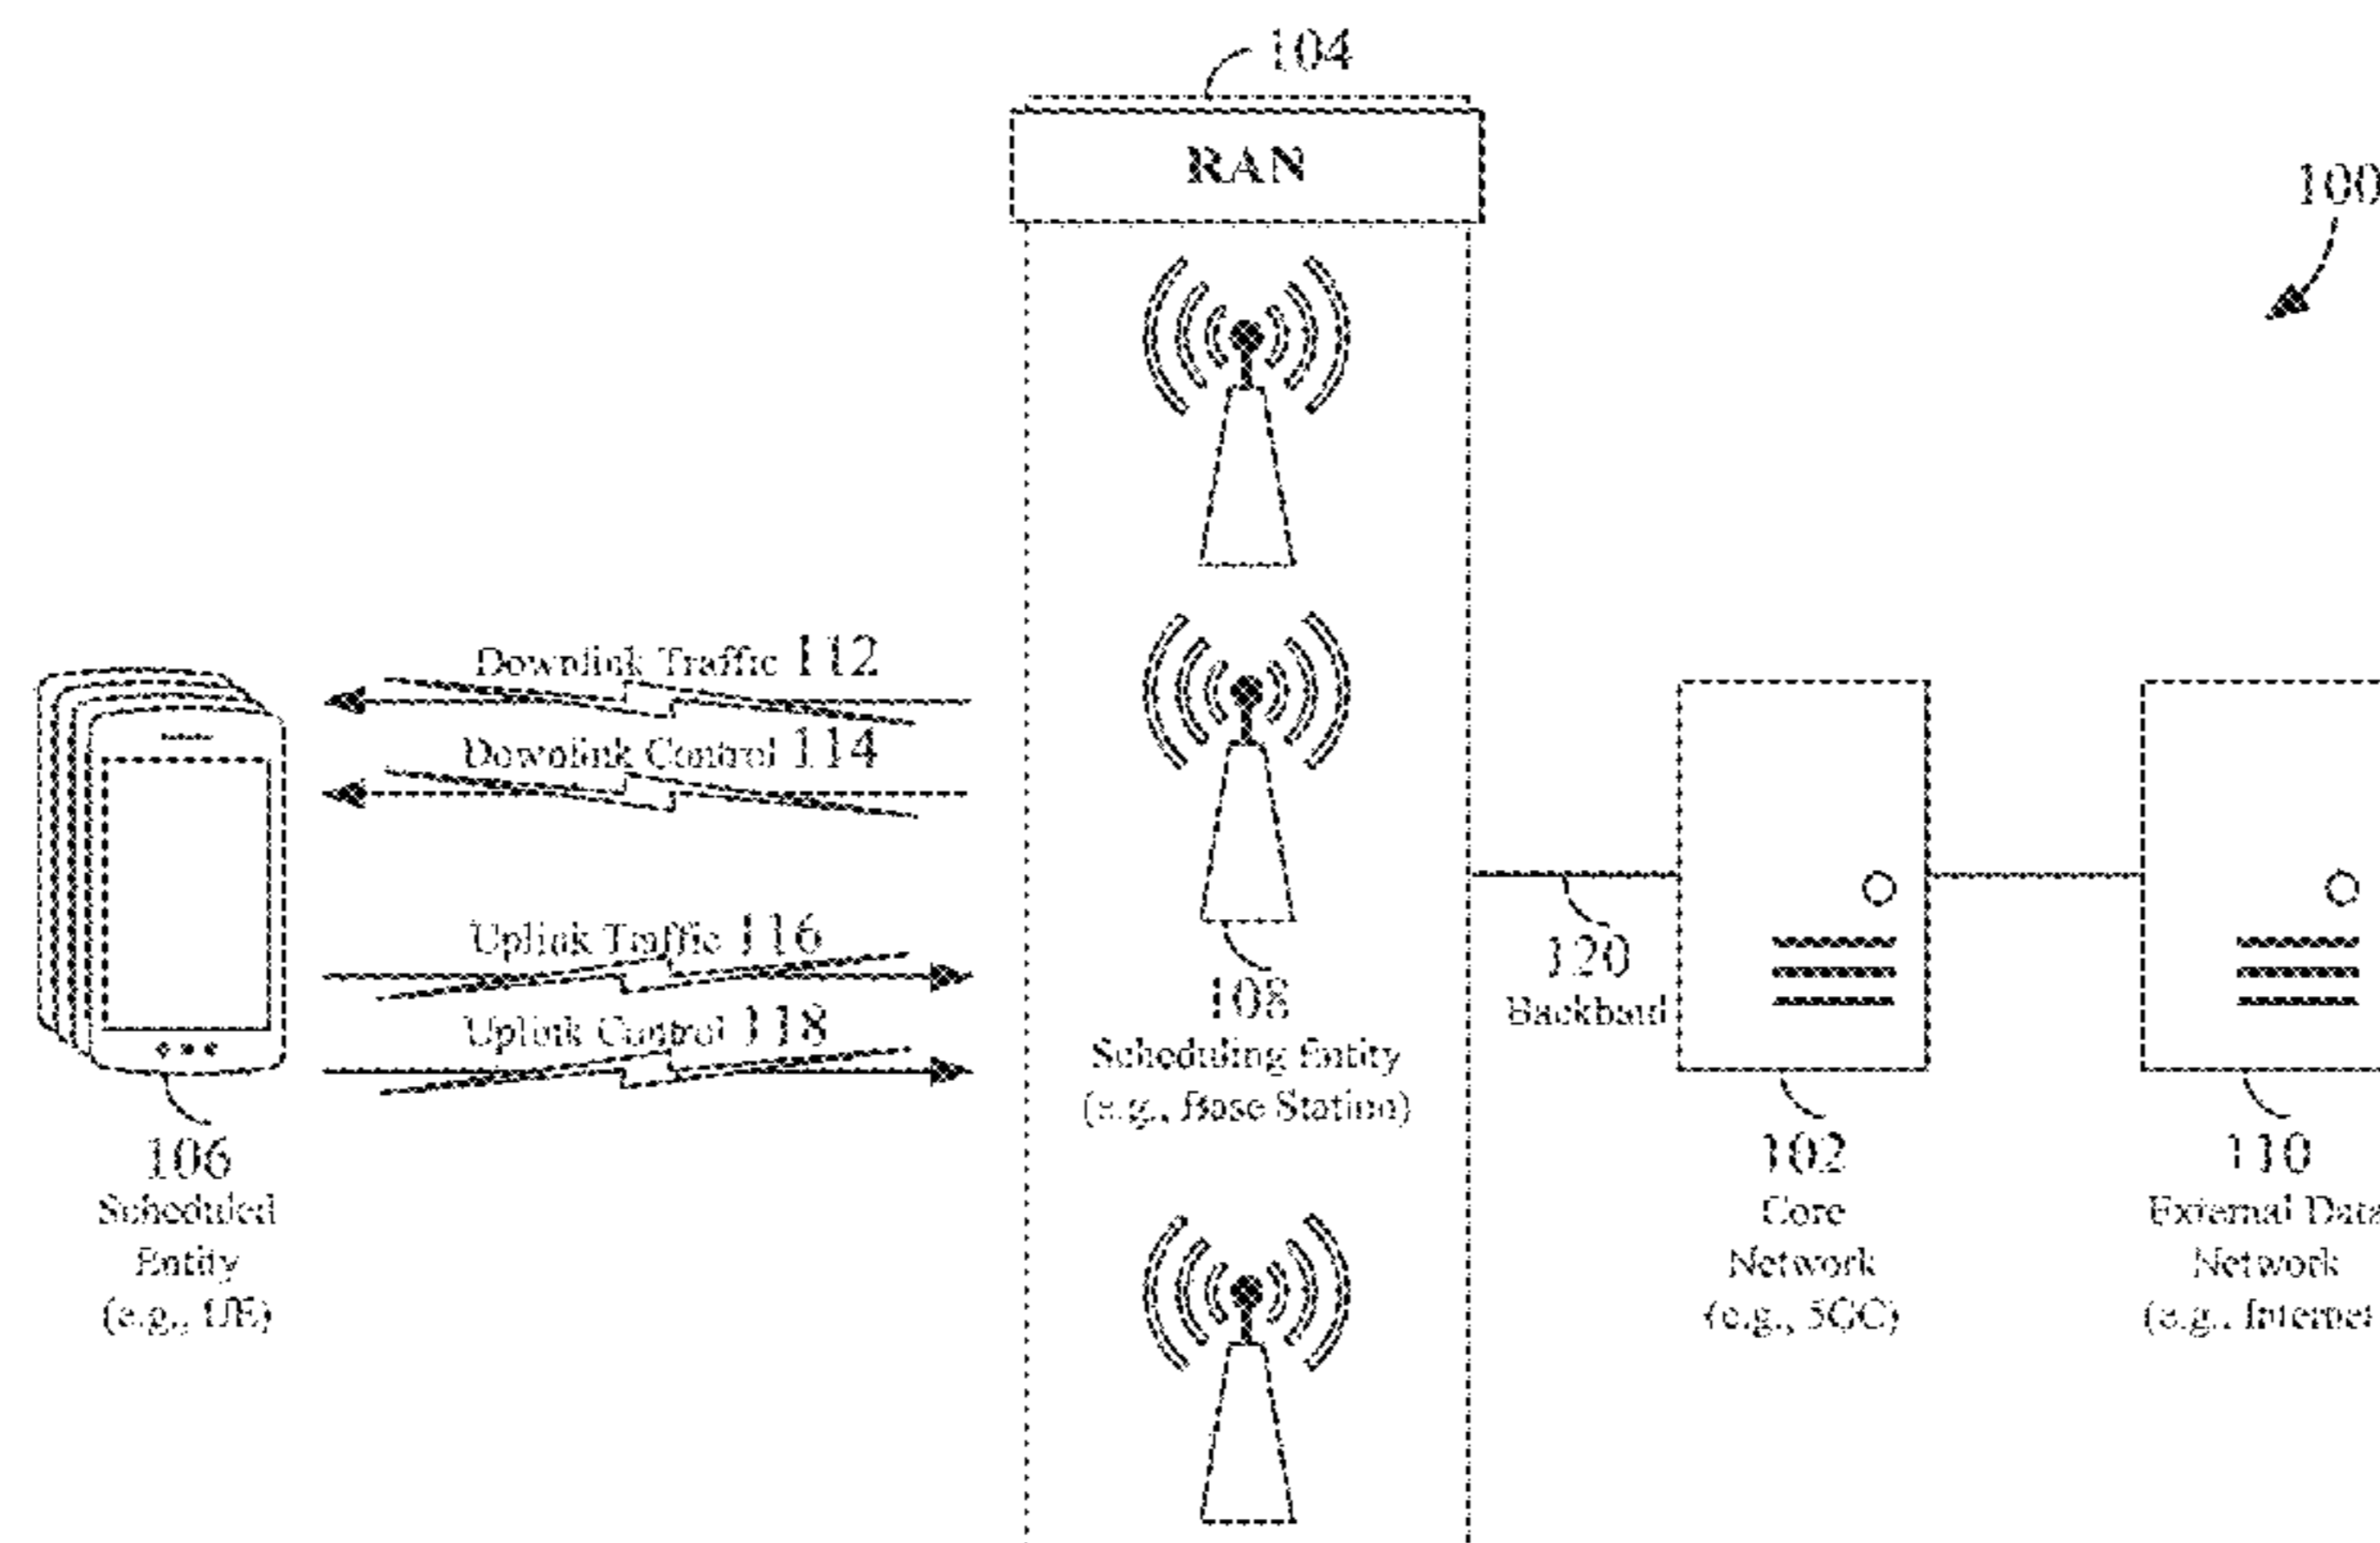 104
RAN
100
Downlink Traffic 112
Downlink Control 114
Uplink Traffic 116
Uplink Control 118
106
Scheduled
Entity
(e.g., UE)
108
Scheduling Entity
(e.g., Base Station)
120
Backhaul
102
Core
Network
(e.g., 5GC)
110
External Data
Network
(e.g., Internet